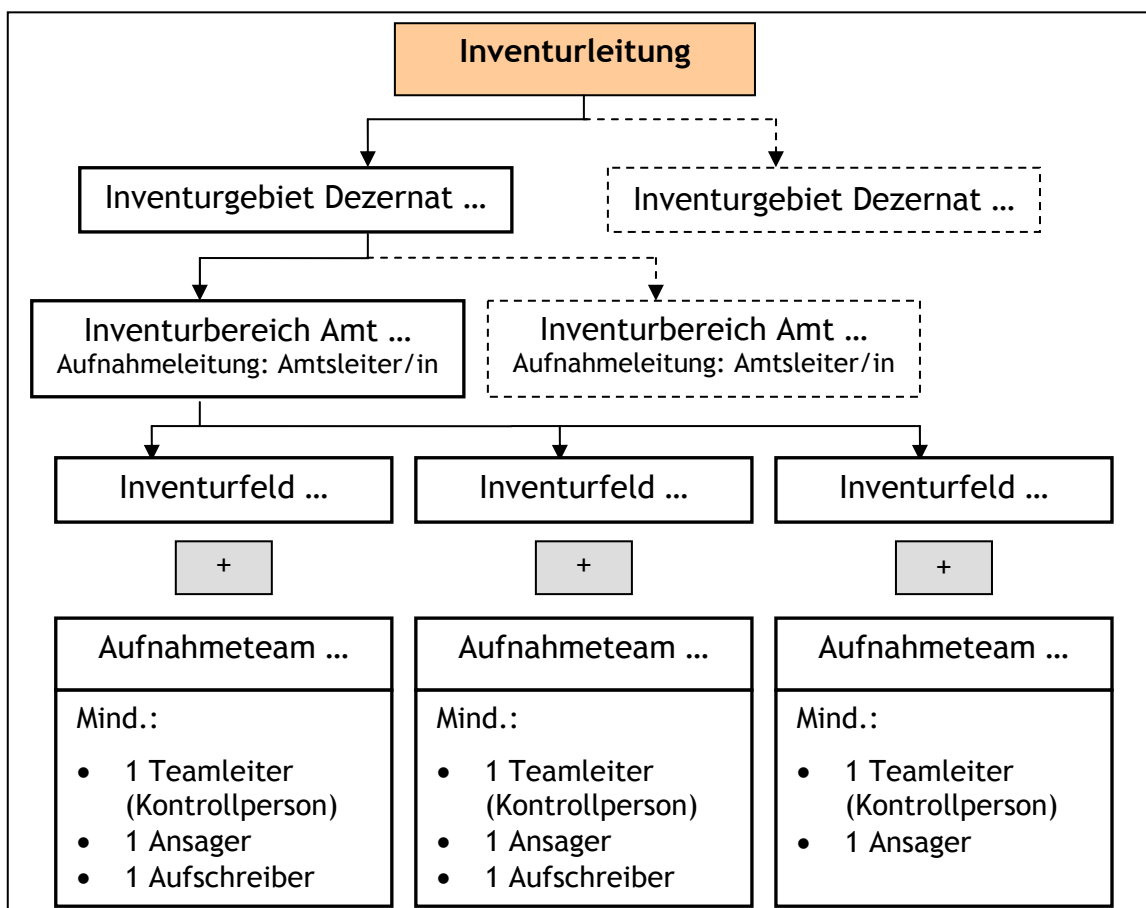 Inventurleitung
Inventurgebiet Dezernat …
Inventurgebiet Dezernat …
Inventurbereich Amt …
Aufnahmeleitung: Amtsleiter/in
Inventurbereich Amt …
Aufnahmeleitung: Amtsleiter/in
Inventurfeld …
Inventurfeld …
Inventurfeld …
+
+
+
Aufnahmeteam …
Mind.:
• 1 Teamleiter
(Kontrollperson)
• 1 Ansager
• 1 Aufschreiber
Aufnahmeteam …
Mind.:
• 1 Teamleiter
(Kontrollperson)
• 1 Ansager
• 1 Aufschreiber
Aufnahmeteam …
Mind.:
• 1 Teamleiter
(Kontrollperson)
• 1 Ansager